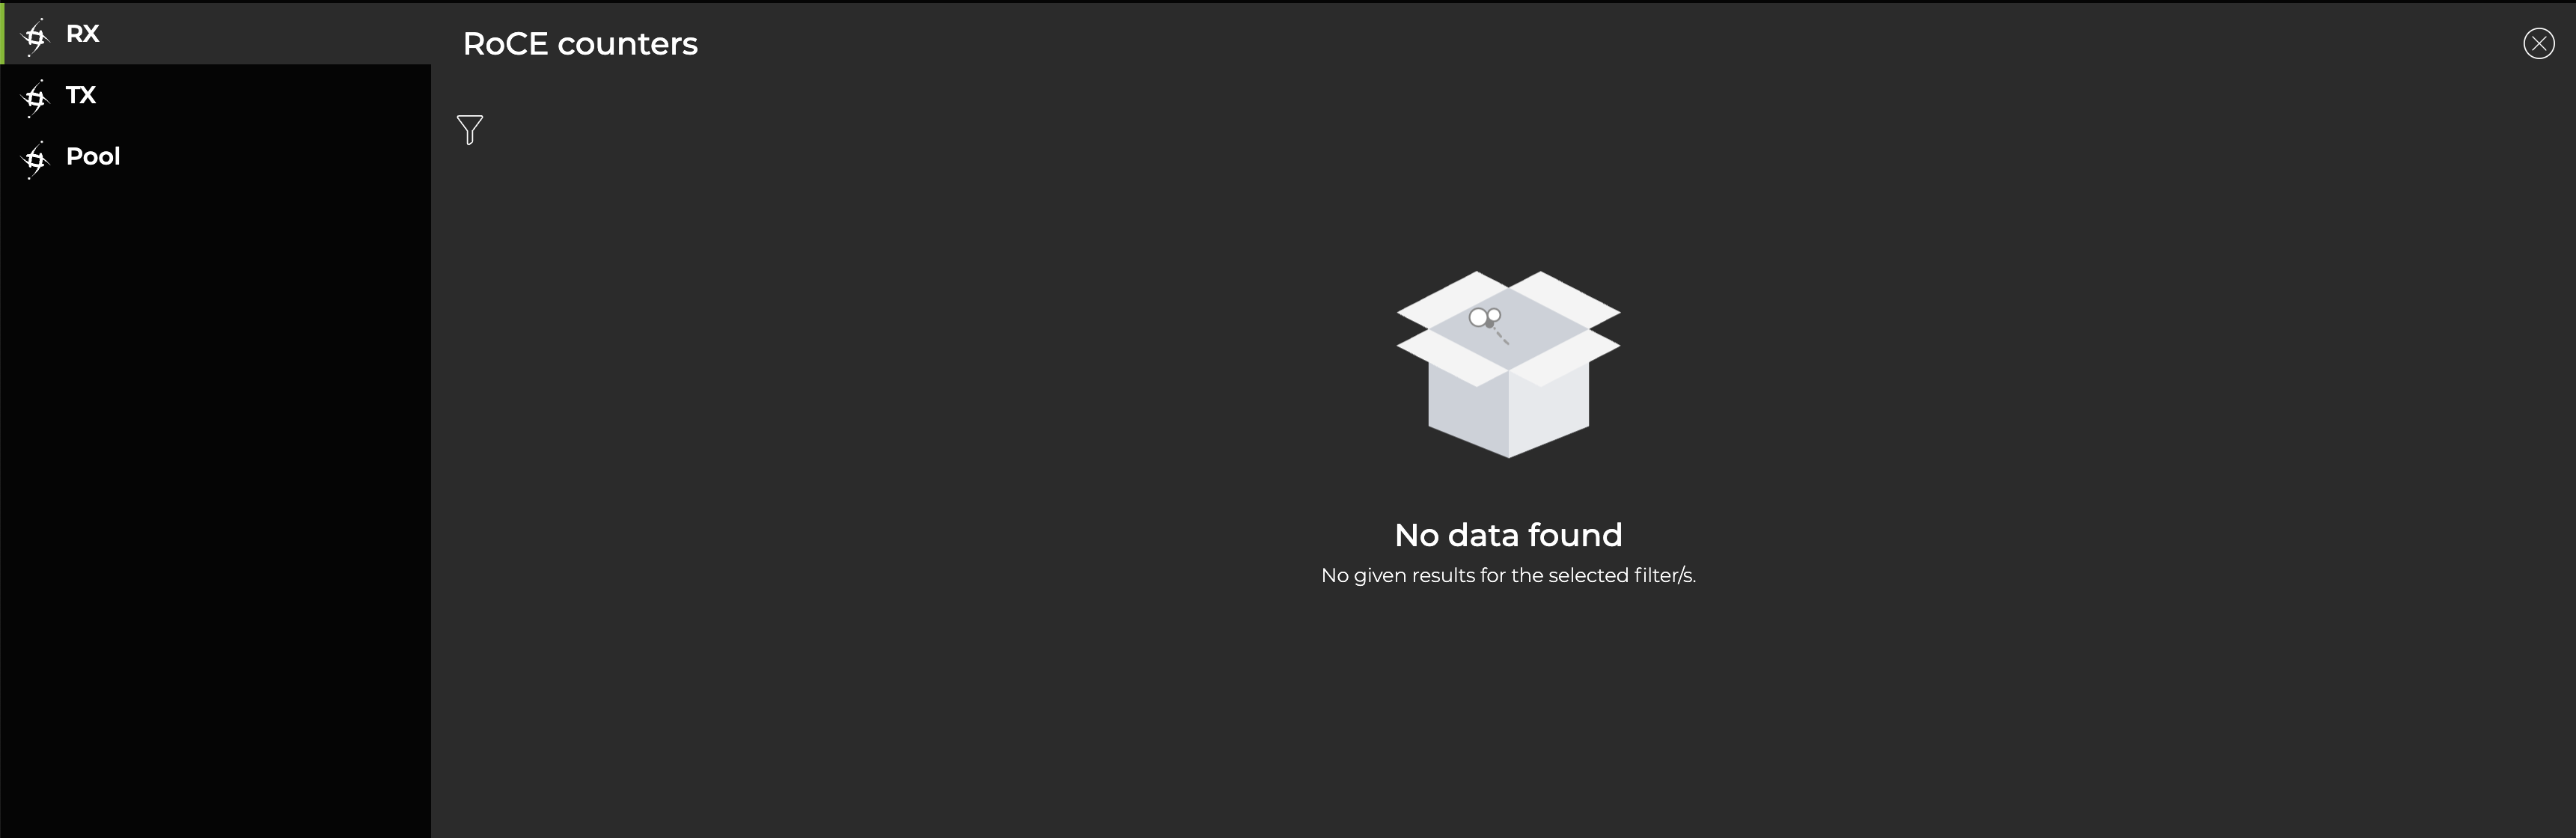 RX
TX
Pool
RoCE counters
No data found
No given results for the selected filter/s.